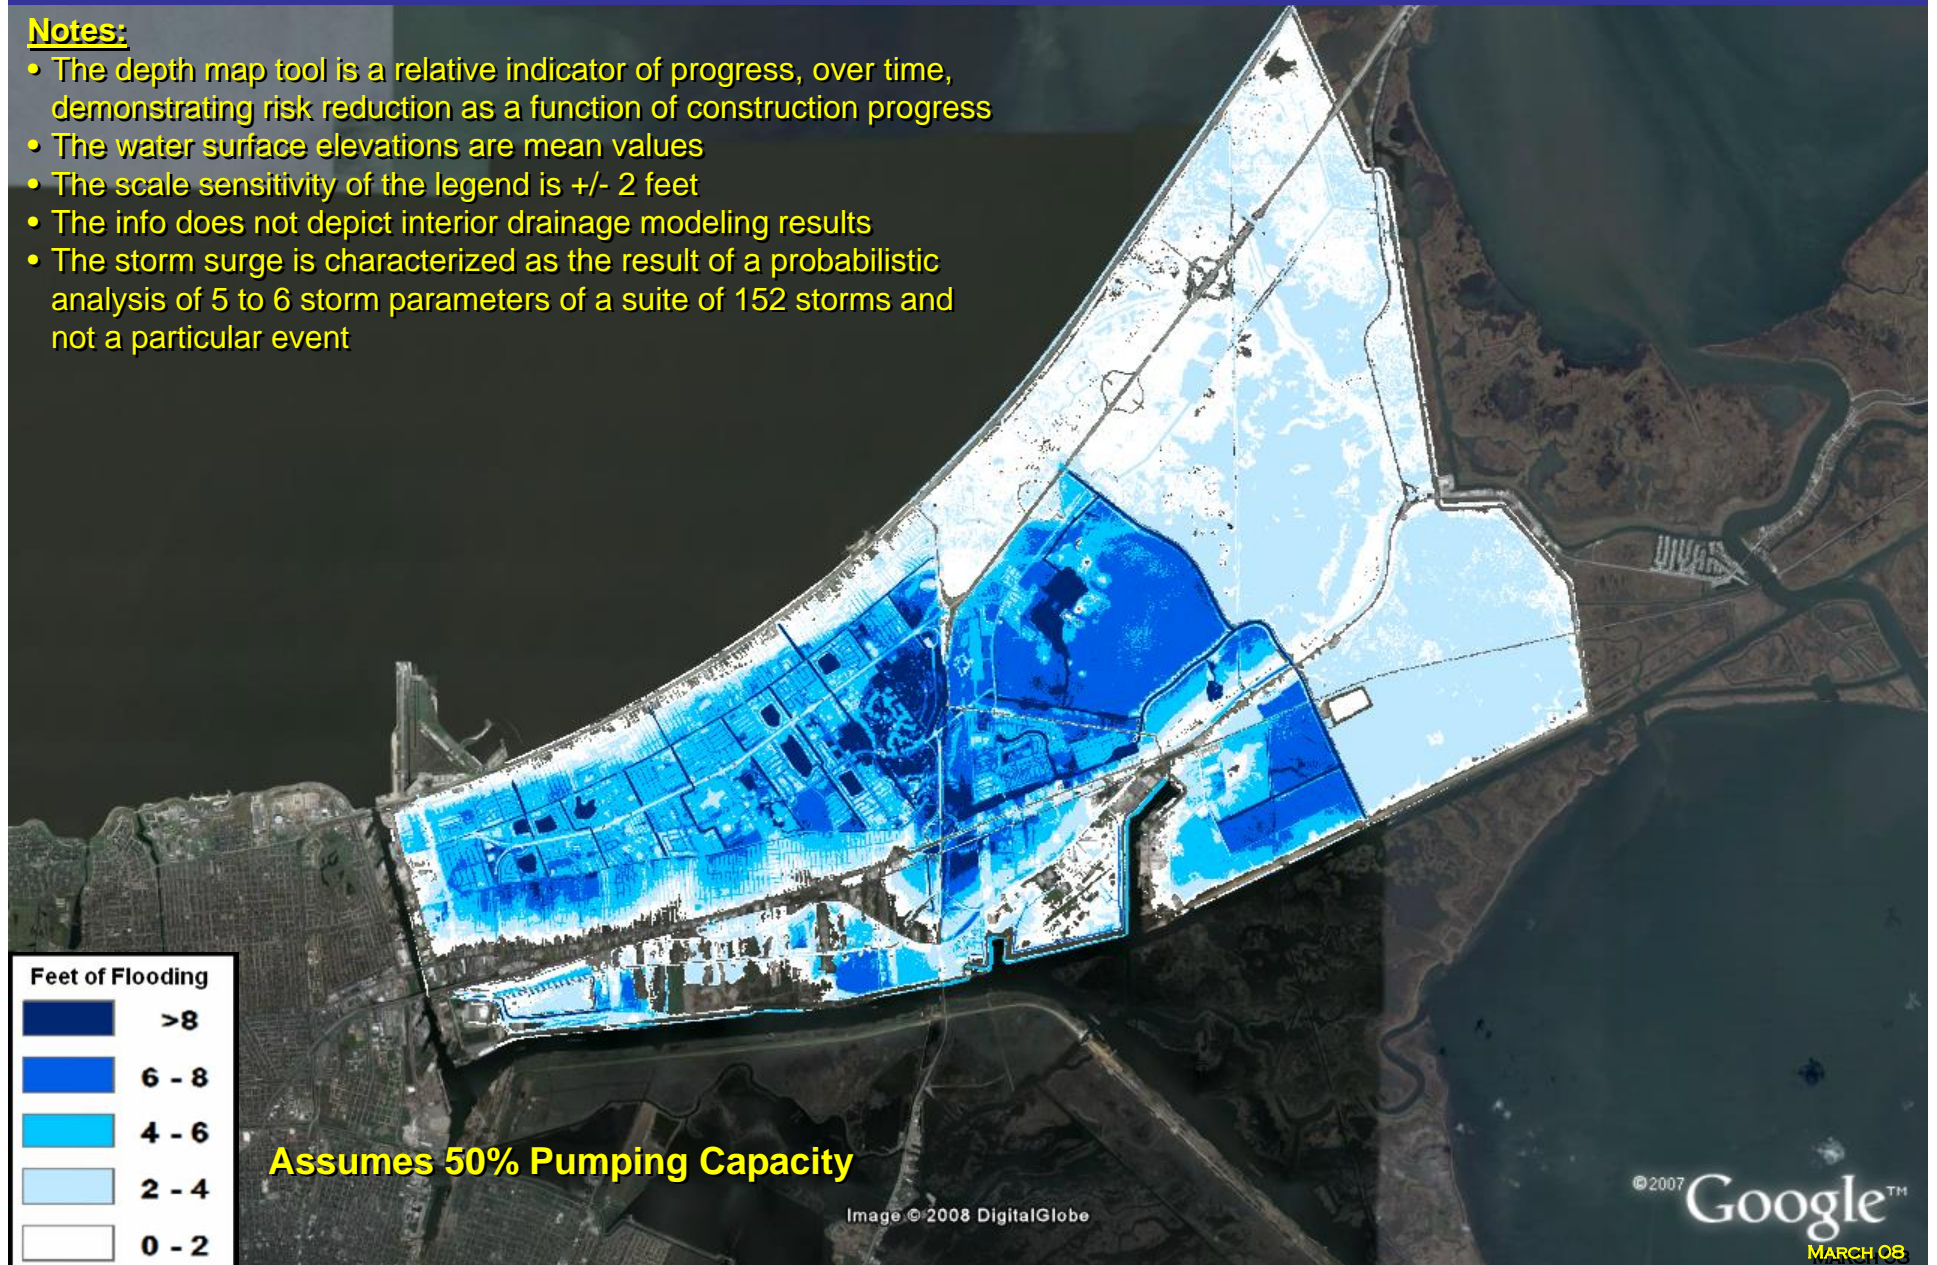 Notes:
• The depth map tool is a relative indicator of progress, over time,
demonstrating risk reduction as a function of construction progress
• The water surface elevations are mean values
• The scale sensitivity of the legend is +/- 2 feet
• The info does not depict interior drainage modeling results
• The storm surge is characterized as the result of a probabilistic
analysis of 5 to 6 storm parameters of a suite of 152 storms and
not a particular event
Feet of Flooding
>8
6 - 8
4 - 6
2 - 4
0 - 2
Assumes 50% Pumping Capacity
Image © 2008 DigitalGlobe
©2007 Google™
MARCH 08